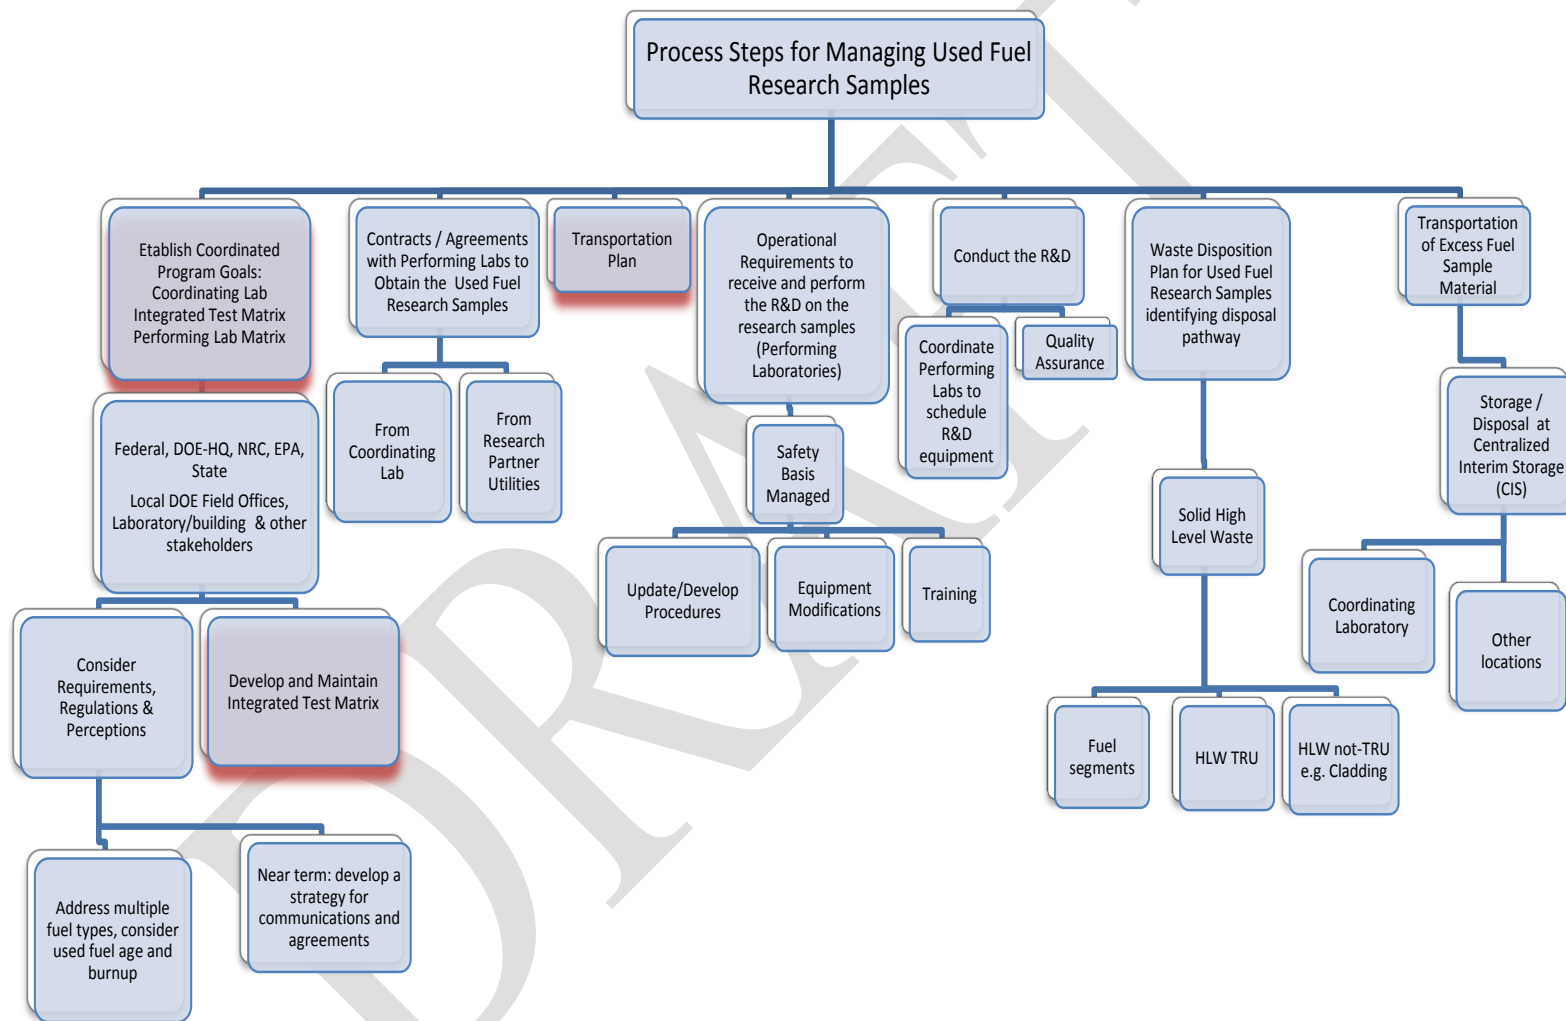 Process Steps for Managing Used Fuel
Research Samples
Etablish Coordinated
Program Goals:
Coordinating Lab
Integrated Test Matrix
Performing Lab Matrix
Contracts / Agreements
with Performing Labs to
Obtain the Used Fuel
Research Samples
Transportation
Plan
Operational
Requirements to
receive and perform
the R&D on the
research samples
(Performing
Laboratories)
Conduct the R&D
Waste Disposition
Plan for Used Fuel
Research Samples
identifying disposal
pathway
Transportation
of Excess Fuel
Sample
Material
Federal, DOE-HQ, NRC, EPA,
State
Local DOE Field Offices,
Laboratory/building & other
stakeholders
From
Coordinating
Lab
From
Research
Partner
Utilities
Safety
Basis
Managed
Coordinate
Performing
Labs to
schedule
R&D
equipment
Quality
Assurance
Solid High
Level Waste
Storage /
Disposal at
Centralized
Interim Storage
(CIS)
Consider
Requirements,
Regulations &
Perceptions
Develop and Maintain
Integrated Test Matrix
Update/Develop
Procedures
Equipment
Modifications
Training
Fuel
segments
HLW TRU
HLW not-TRU
e.g. Cladding
Coordinating
Laboratory
Other
locations
Address multiple
fuel types, consider
used fuel age and
burnup
Near term: develop a
strategy for
communications and
agreements
DRAFT